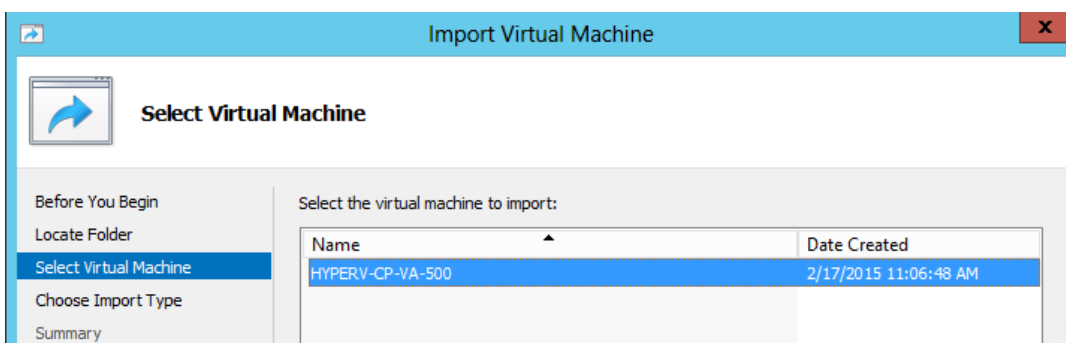 Import Virtual Machine
x
Select Virtual Machine
Before You Begin
Locate Folder
Select Virtual Machine
Choose Import Type
Summary
Select the virtual machine to import:
Name Date Created
HYPERV-CP-VA-500 2/17/2015 11:06:48 AM